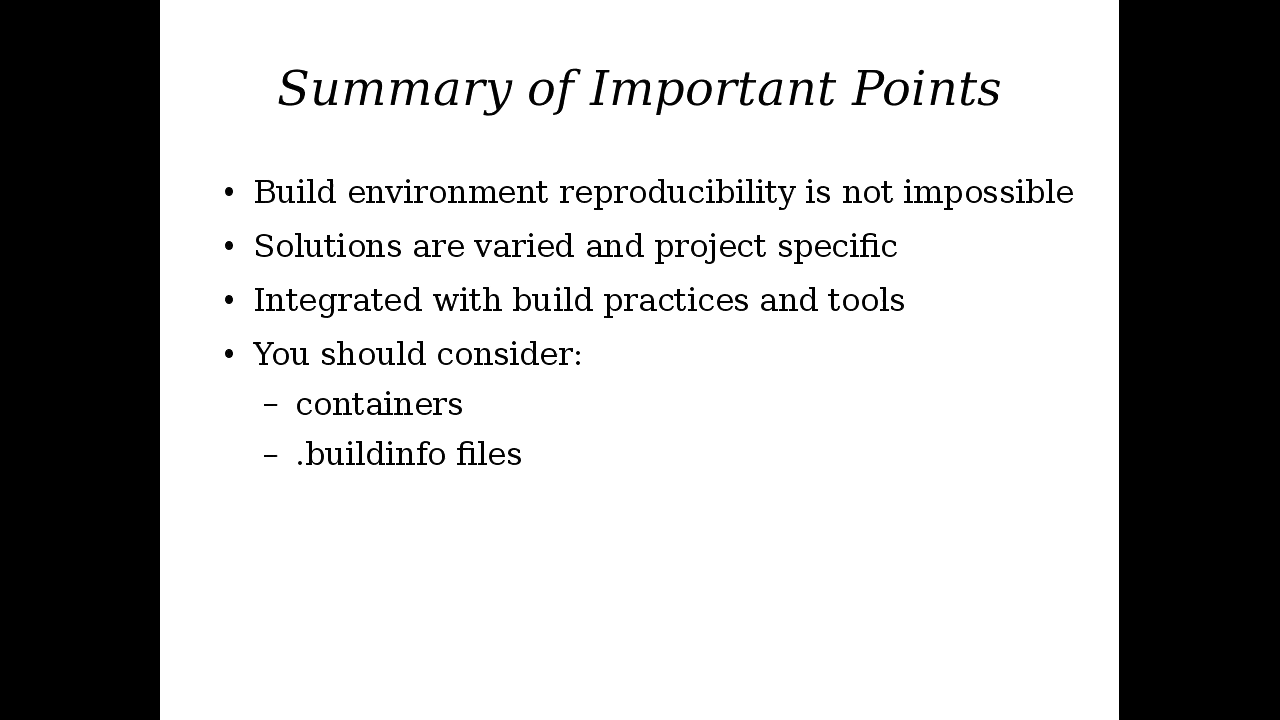 Summary of Important Points
• Build environment reproducibility is not impossible
• Solutions are varied and project specific
• Integrated with build practices and tools
• You should consider:
– containers
– .buildinfo files